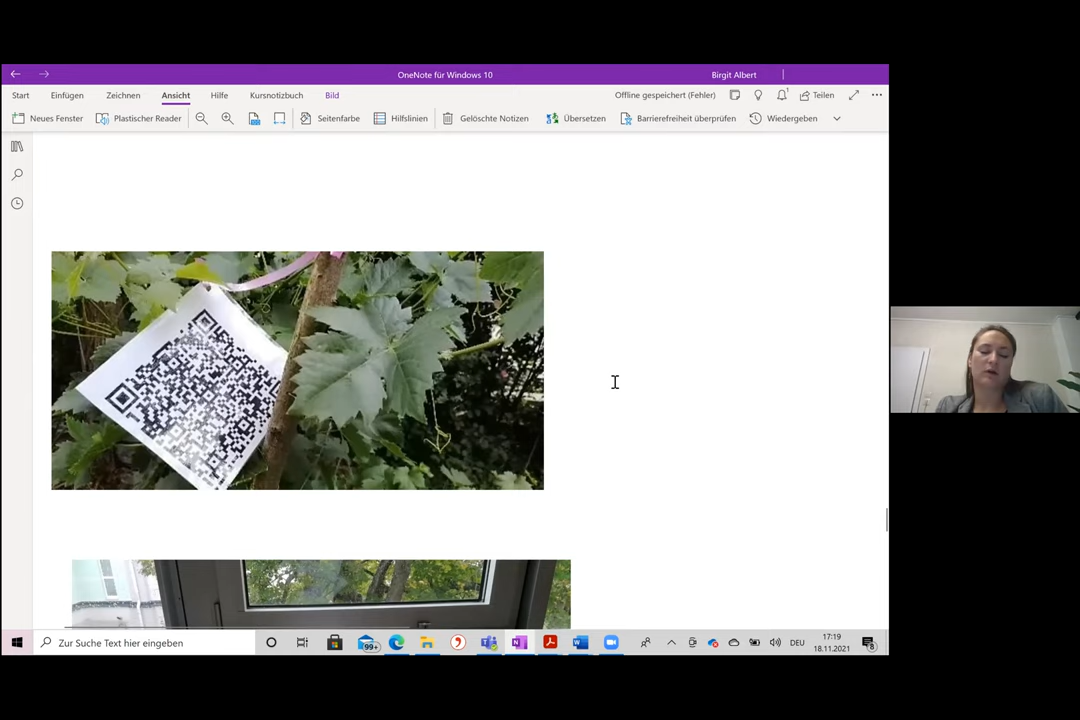 OneNote für Windows 10
Birgit Albert
Start Einfügen Zeichnen Ansicht Hilfe Kursnotizbuch Bild
Offline gespeichert (Fehler) Teilen
Neues Fenster Plastischer Reader Seitenfarbe Hilfslinien Gelöschte Notizen Übersetzen Barrierefreiheit überprüfen Wiedergeben
Zur Suche Text hier eingeben
99+
DEU
17:19
18.11.2021
8